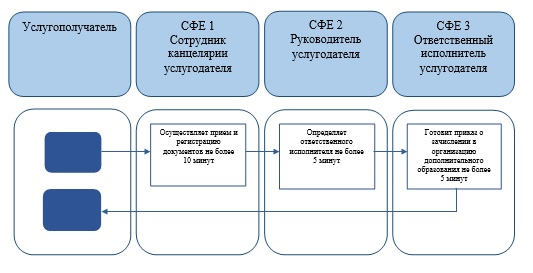 Услугополучатель
СФЕ 1
Сотрудник
канцелярии
услугодателя
СФЕ 2
Руководитель
услугодателя
СФЕ 3
Ответственный
исполнитель
услугодателя
Осуществляет прием и
регистрацию
документов не более
10 минут
Определяет
ответственного
исполнителя не более
5 минут
Готовит приказ о
зачислении в
организацию
дополнительного
образования не более
5 минут